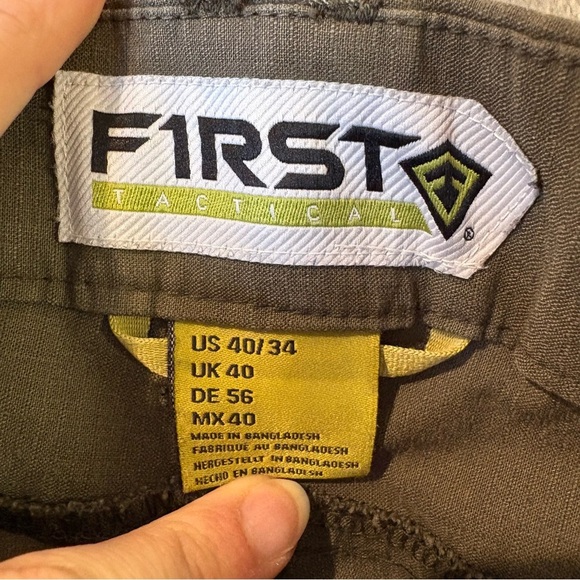 F1RST
TACTICAL
®
US 40/34
UK 40
DE 56
MX 40
MADE IN BANGLADESH
FABRIQUÉ AU BANGLADESH
HERGESTELLT IN BANGLADESH
HECHO EN BANGLADESH